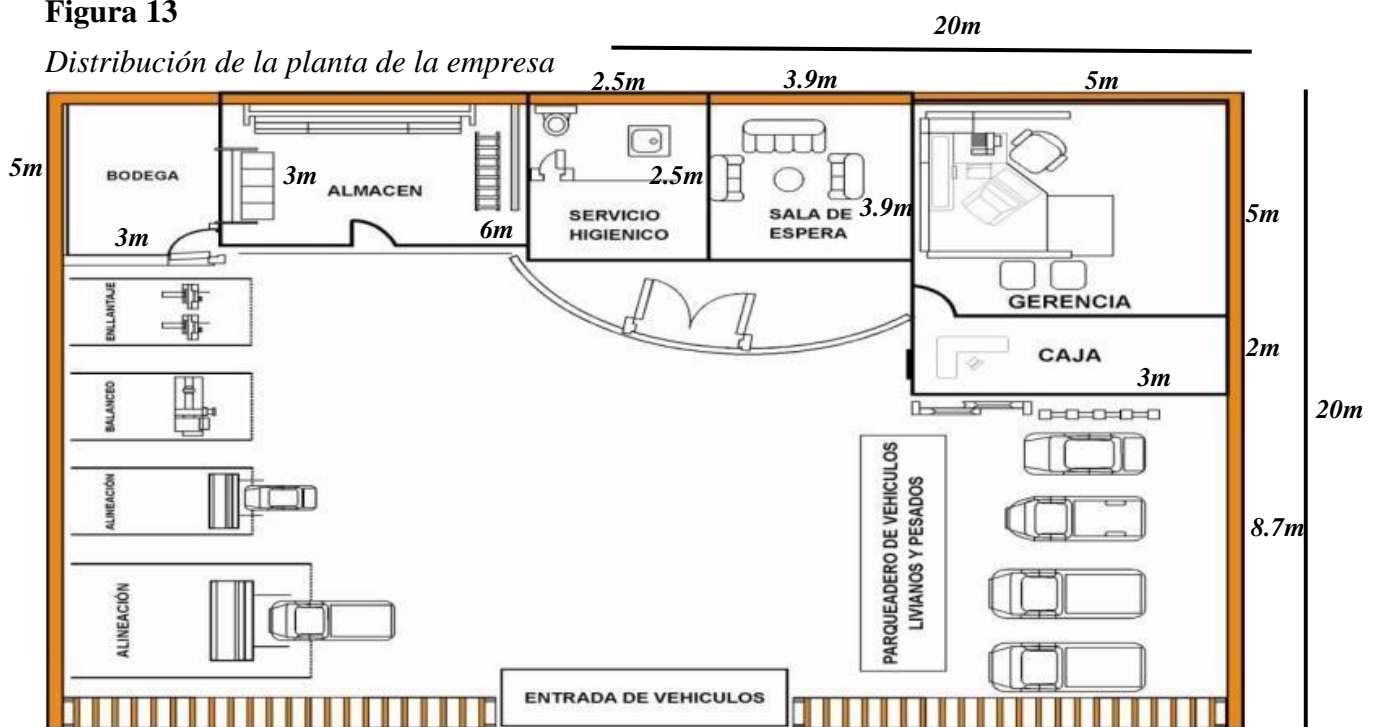 Figura 13
20m
Distribución de la planta de la empresa
2.5m
3.9m
5m
5m
BODEGA
3m
ALMACEN
2.5m
3.9m
5m
3m
6m
SERVICIO
HIGIENICO
SALA DE
ESPERA
GERENCIA
ENLLANTAJE
CAJA
2m
3m
20m
BALANCEO
ALINEACIÓN
PARQUEADERO DE VEHICULOS
LIVIANOS Y PESADOS
8.7m
ALINEACIÓN
ENTRADA DE VEHICULOS